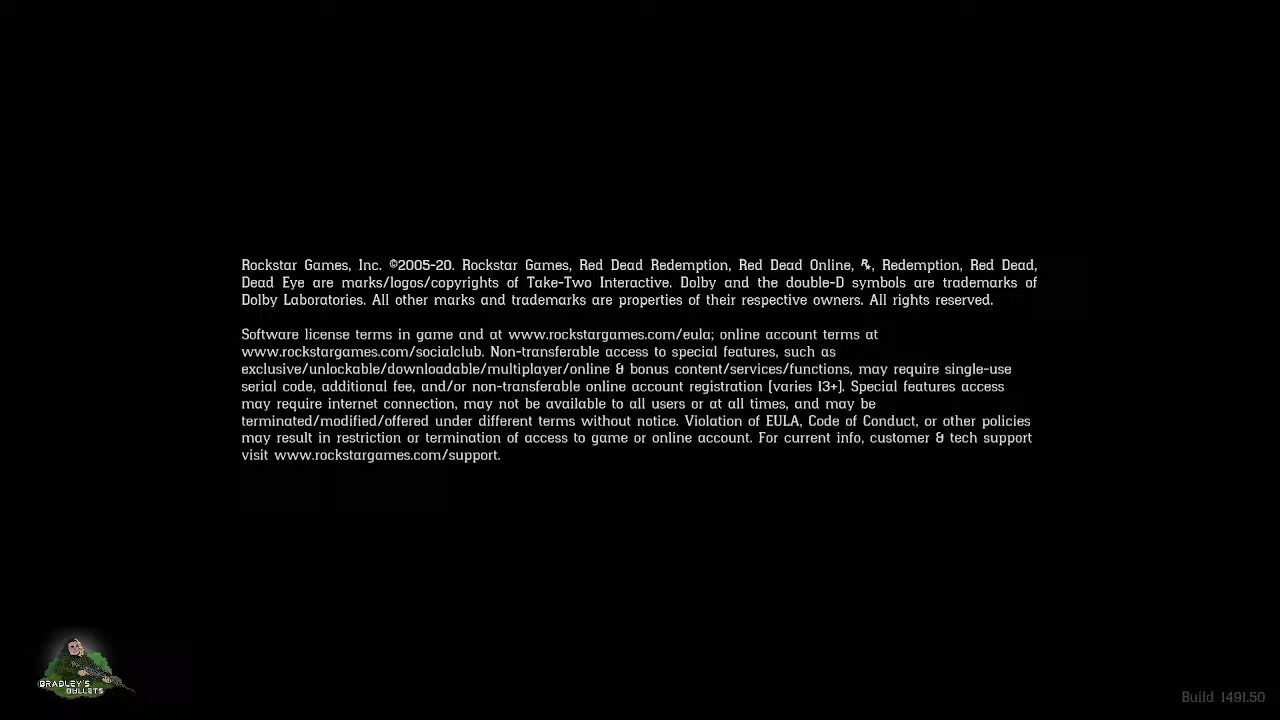 Rockstar Games, Inc. ©2005-20. Rockstar Games, Red Dead Redemption, Red Dead Online, R*, Redemption, Red Dead,
Dead Eye are marks/logos/copyrights of Take-Two Interactive. Dolby and the double-D symbols are trademarks of
Dolby Laboratories. All other marks and trademarks are properties of their respective owners. All rights reserved.
Software license terms in game and at www.rockstargames.com/eula; online account terms at
www.rockstargames.com/socialclub. Non-transferable access to special features, such as
exclusive/unlockable/downloadable/multiplayer/online & bonus content/services/functions, may require single-use
serial code, additional fee, and/or non-transferable online account registration (varies 13+). Special features access
may require internet connection, may not be available to all users or at all times, and may be
terminated/modified/offered under different terms without notice. Violation of EULA, Code of Conduct, or other policies
may result in restriction or termination of access to game or online account. For current info, customer & tech support
visit www.rockstargames.com/support.
BRADLEY'S
BULLETS
Build 1491.50